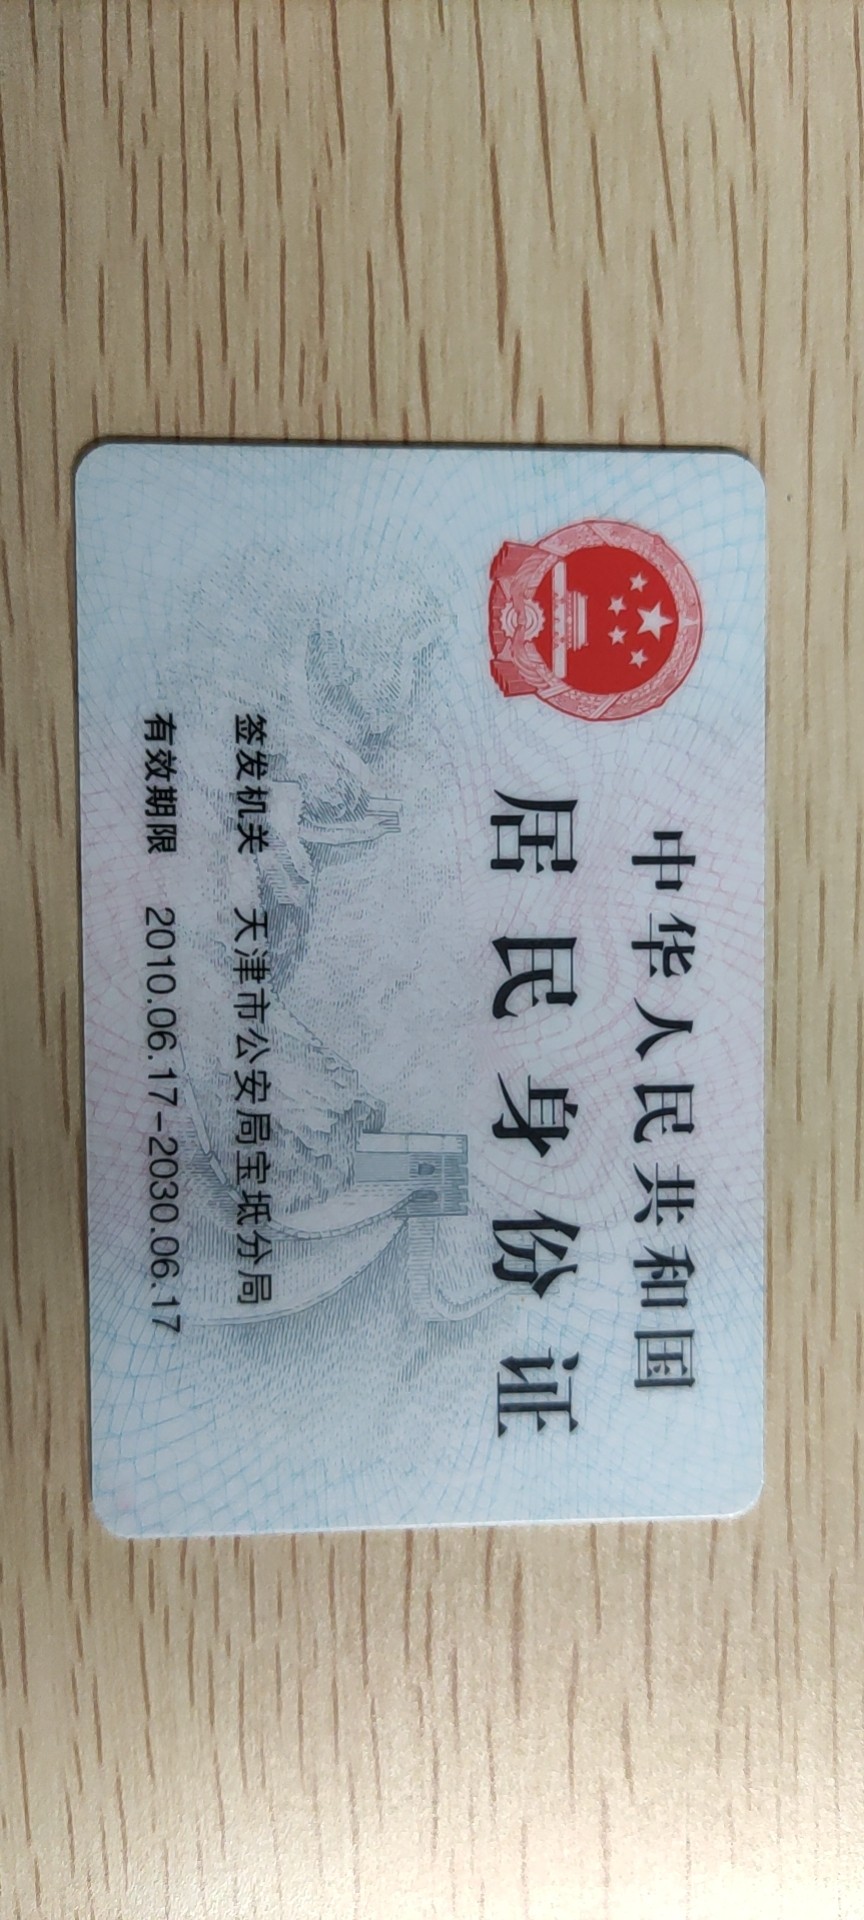 中华人民共和国
居民身份证
签发机关 天津市公安局宝坻分局
有效期限 2010.06.17-2030.06.17